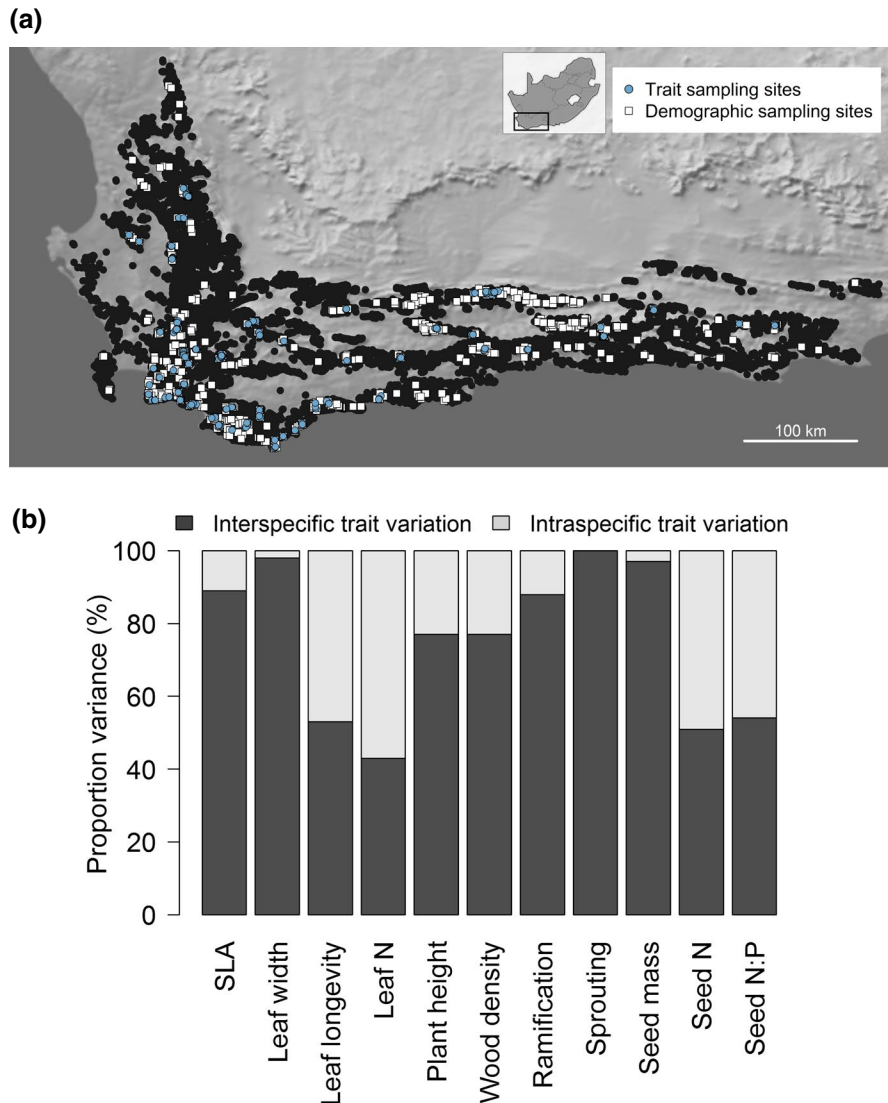 (a)
Trait sampling sites
Demographic sampling sites
100 km
(b)
Interspecific trait variation
Intraspecific trait variation
Proportion variance (%)
100
80
60
40
20
0
SLA
Leaf width
Leaf longevity
Leaf N
Plant height
Wood density
Ramification
Sprouting
Seed mass
Seed N
Seed N:P